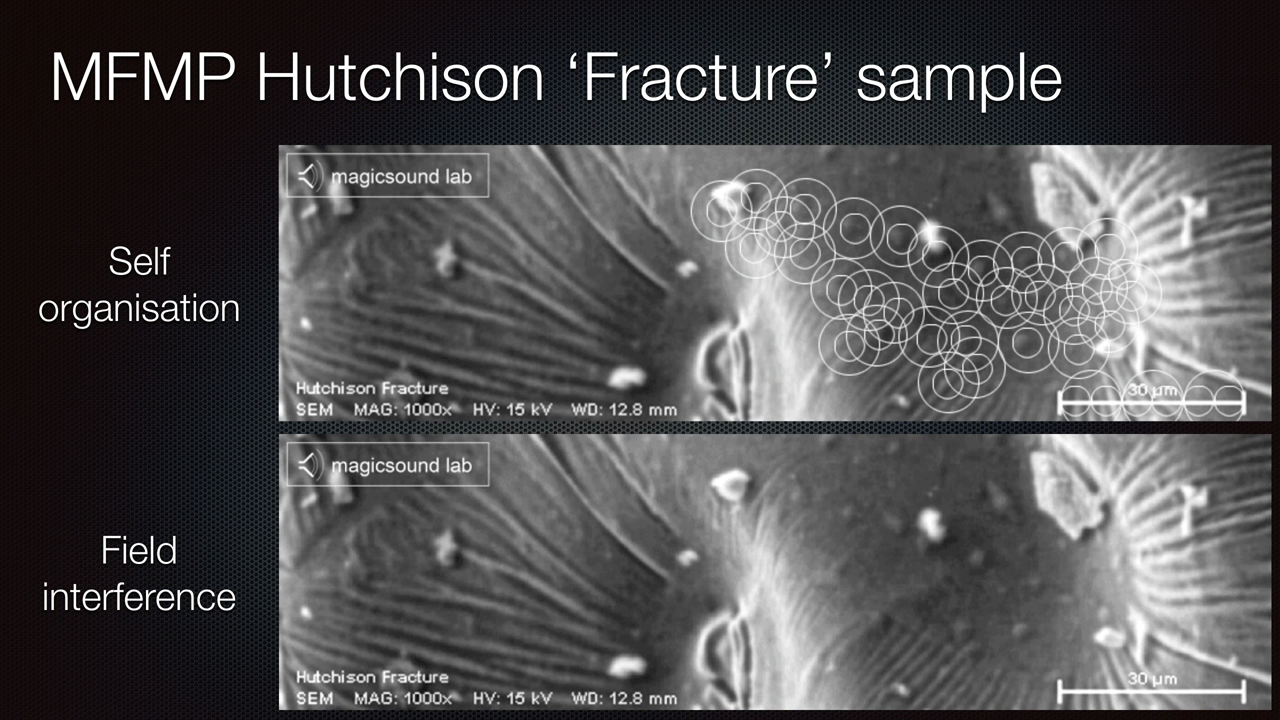 MFMP Hutchison ‘Fracture’ sample
Self
organisation
magicsound lab
Hutchison Fracture
SEM MAG: 1000x HV: 15 kV WD: 12.8 mm
30 µm
Field
interference
magicsound lab
Hutchison Fracture
SEM MAG: 1000x HV: 15 kV WD: 12.8 mm
30 µm